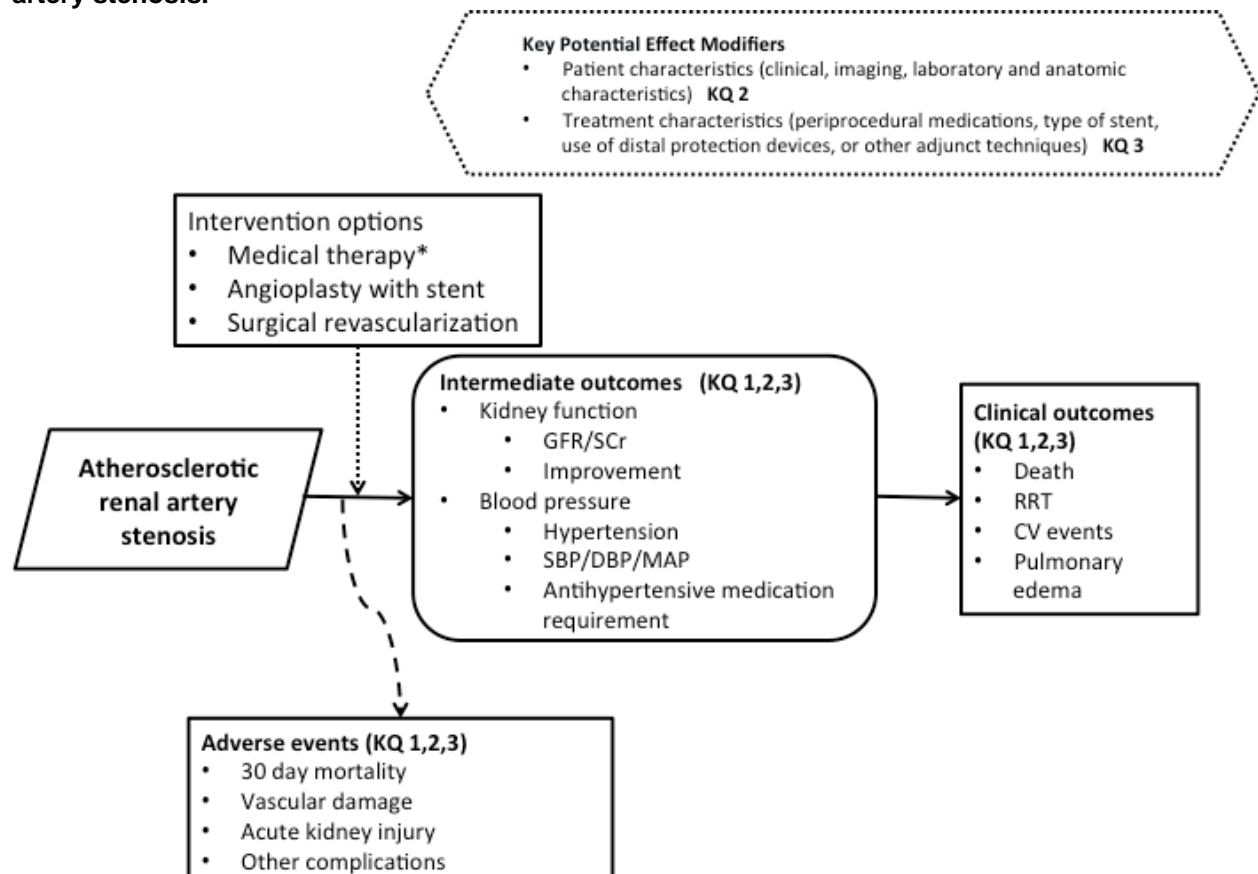 artery stenosis.
Key Potential Effect Modifiers
• Patient characteristics (clinical, imaging, laboratory and anatomic
characteristics) KQ 2
• Treatment characteristics (periprocedural medications, type of stent,
use of distal protection devices, or other adjunct techniques) KQ 3
Intervention options
• Medical therapy*
• Angioplasty with stent
• Surgical revascularization
Atherosclerotic
renal artery
stenosis
Intermediate outcomes (KQ 1,2,3)
• Kidney function
• GFR/SCr
• Improvement
• Blood pressure
• Hypertension
• SBP/DBP/MAP
• Antihypertensive medication
requirement
Clinical outcomes
(KQ 1,2,3)
• Death
• RRT
• CV events
• Pulmonary
edema
Adverse events (KQ 1,2,3)
• 30 day mortality
• Vascular damage
• Acute kidney injury
• Other complications